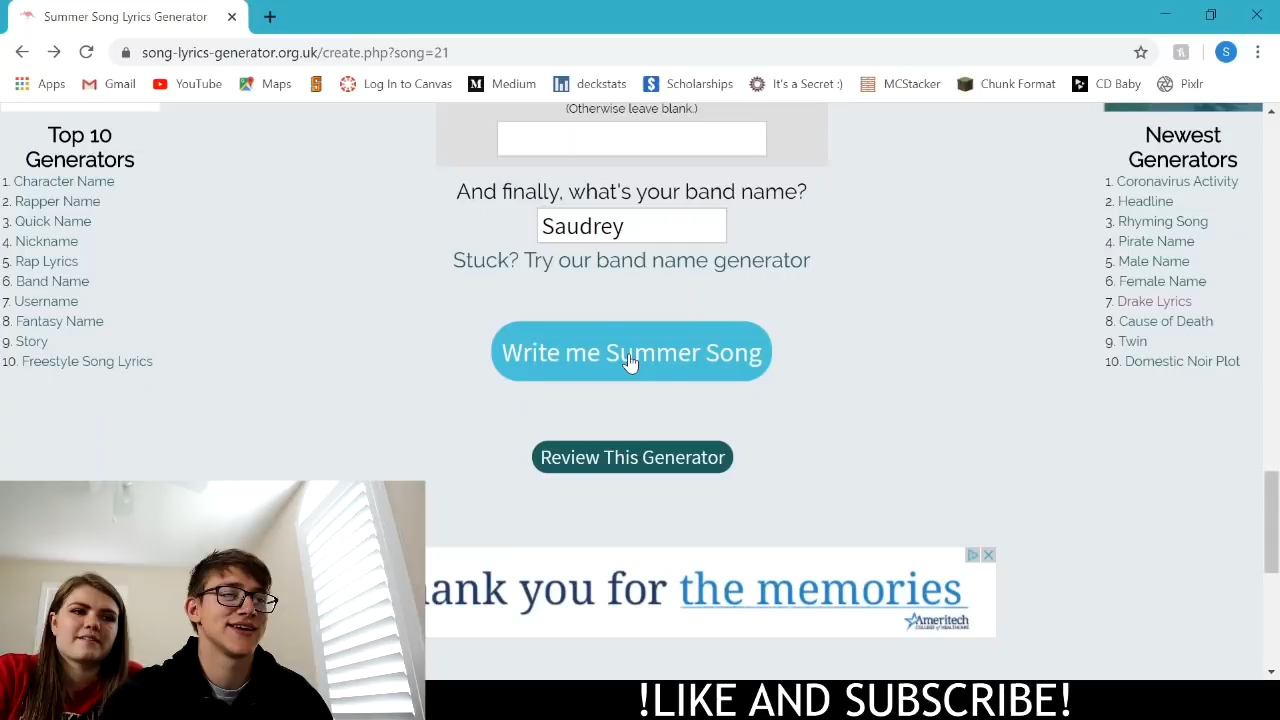 Summer Song Lyrics Generator
song-lyrics-generator.org.uk/create.php?song=21
S
Apps
Gmail
YouTube
Maps
Log In to Canvas
Medium
deckstats
Scholarships
It's a Secret :)
MCStacker
Chunk Format
CD Baby
Pixlr
Top 10
Generators
1. Character Name
2. Rapper Name
3. Quick Name
4. Nickname
5. Rap Lyrics
6. Band Name
7. Username
8. Fantasy Name
9. Story
10. Freestyle Song Lyrics
(Otherwise leave blank.)
And finally, what's your band name?
Saudrey
Stuck? Try our band name generator
Write me Summer Song
Review This Generator
Newest
Generators
1. Coronavirus Activity
2. Headline
3. Rhyming Song
4. Pirate Name
5. Male Name
6. Female Name
7. Drake Lyrics
8. Cause of Death
9. Twin
10. Domestic Noir Plot
hank you for the memories
Ameritech
COLLEGE OF HEALTHCARE
!LIKE AND SUBSCRIBE!